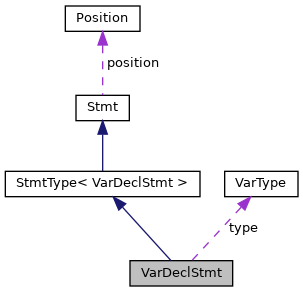 Position
position
Stmt
StmtType< VarDeclStmt >
VarType
type
VarDeclStmt